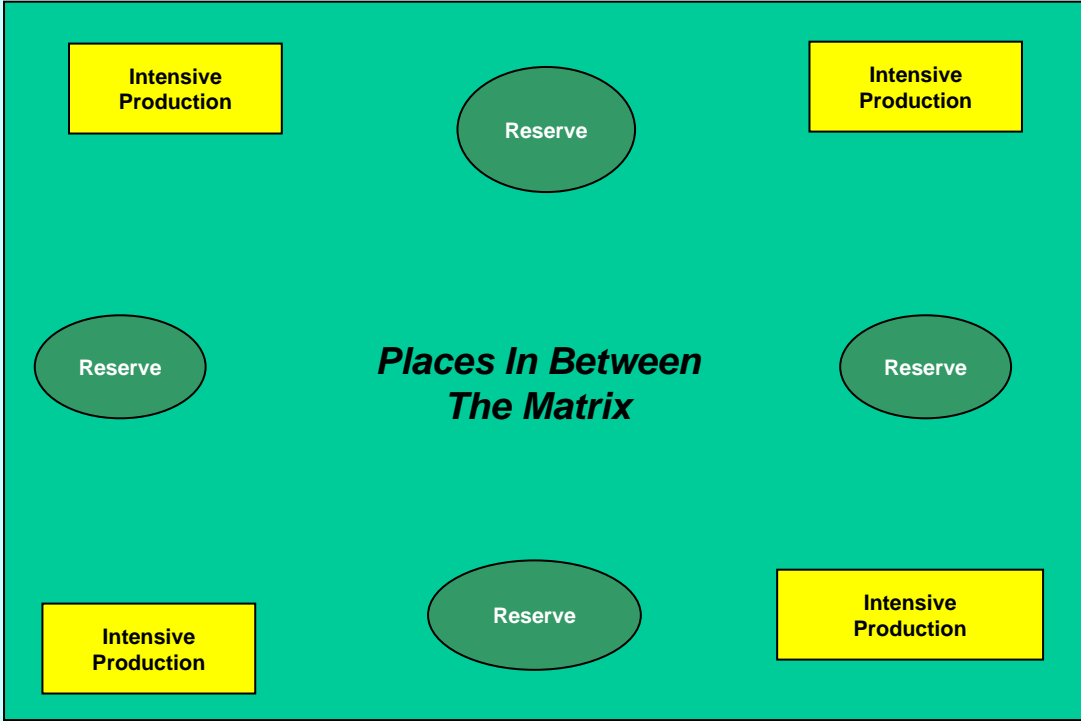 Intensive
Production
Reserve
Intensive
Production
Reserve
Places In Between
The Matrix
Reserve
Intensive
Production
Reserve
Intensive
Production